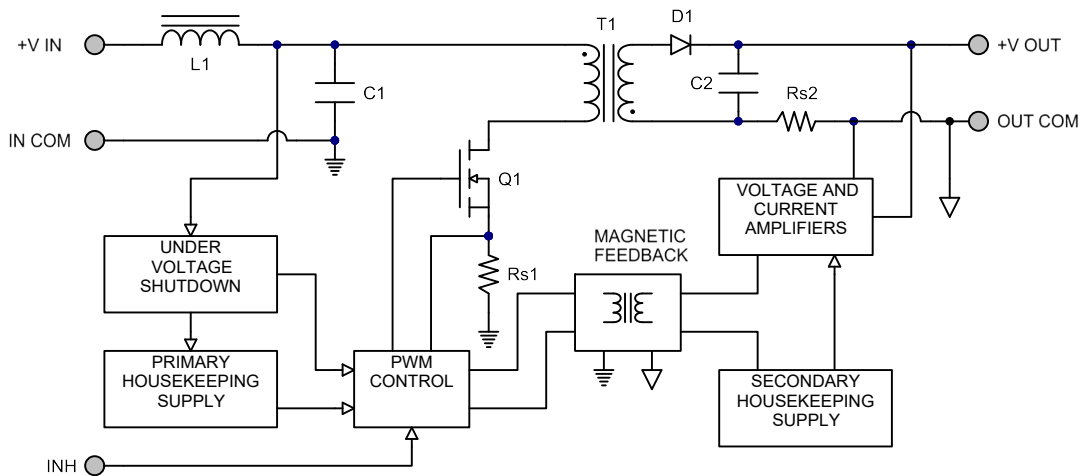 +V IN
L1
C1
IN COM
T1
D1
C2
Rs2
+V OUT
OUT COM
Q1
Rs1
VOLTAGE AND
CURRENT
AMPLIFIERS
MAGNETIC
FEEDBACK
UNDER
VOLTAGE
SHUTDOWN
PRIMARY
HOUSEKEEPING
SUPPLY
PWM
CONTROL
SECONDARY
HOUSEKEEPING
SUPPLY
INH